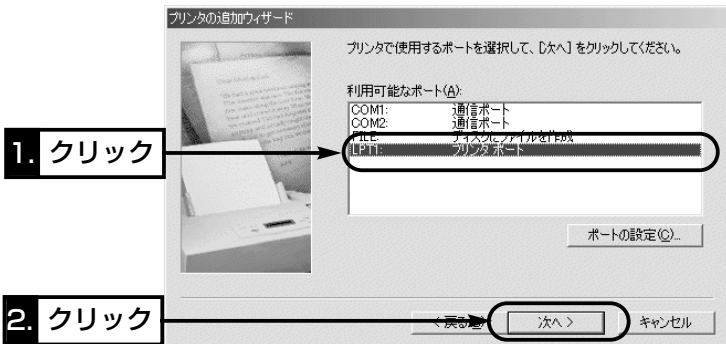 プリンタの追加ウィザード
プリンタで使用するポートを選択して、[次へ] をクリックしてください。
利用可能なポート(A):
COM1: 通信ポート
COM2: 通信ポート
FILE: ディスクにファイルを作成
LPT1: プリンタ ポート
1. クリック
ポートの設定(C)...
2. クリック
< 戻る(B)
次へ >
キャンセル